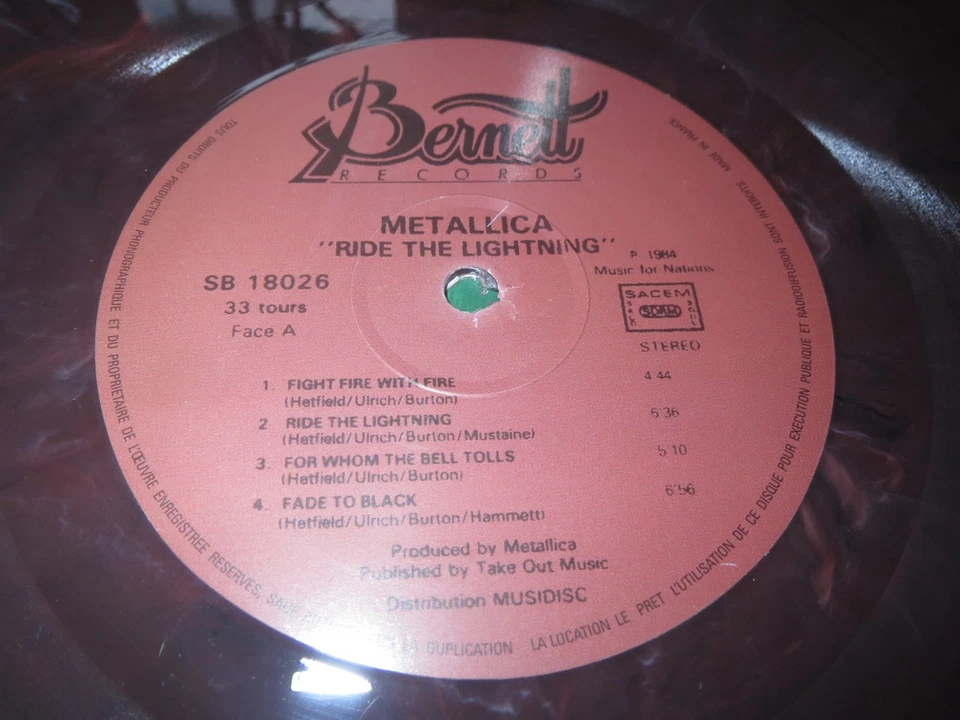 Bernett
RECORDS
METALLICA
"RIDE THE LIGHTNING"
SB 18026
33 tours
Face A
P 1984
Music for Nations
SACEM
SDRM
STEREO
1. FIGHT FIRE WITH FIRE 4 44
(Hetfield/Ulrich/Burton)
2 RIDE THE LIGHTNING 6 36
(Hetfield/Ulrich/Burton/Mustaine)
3. FOR WHOM THE BELL TOLLS 5 10
(Hetfield/Ulrich/Burton)
4. FADE TO BLACK 6'56
(Hetfield/Ulrich/Burton/Hammett)
Produced by Metallica
Published by Take Out Music
Distribution MUSIDISC
TOUS DROITS DU PRODUCTEUR PHONOGRAPHIQUE ET DU PROPRIETAIRE DE L'ŒUVRE ENREGISTREE RESERVES, SAUF DUPLICATION LA LOCATION LE PRET L'UTILISATION DE CE DISQUE POUR EXECUTION PUBLIQUE ET RADIODIFFUSION SONT INTERDITS. MADE IN FRANCE